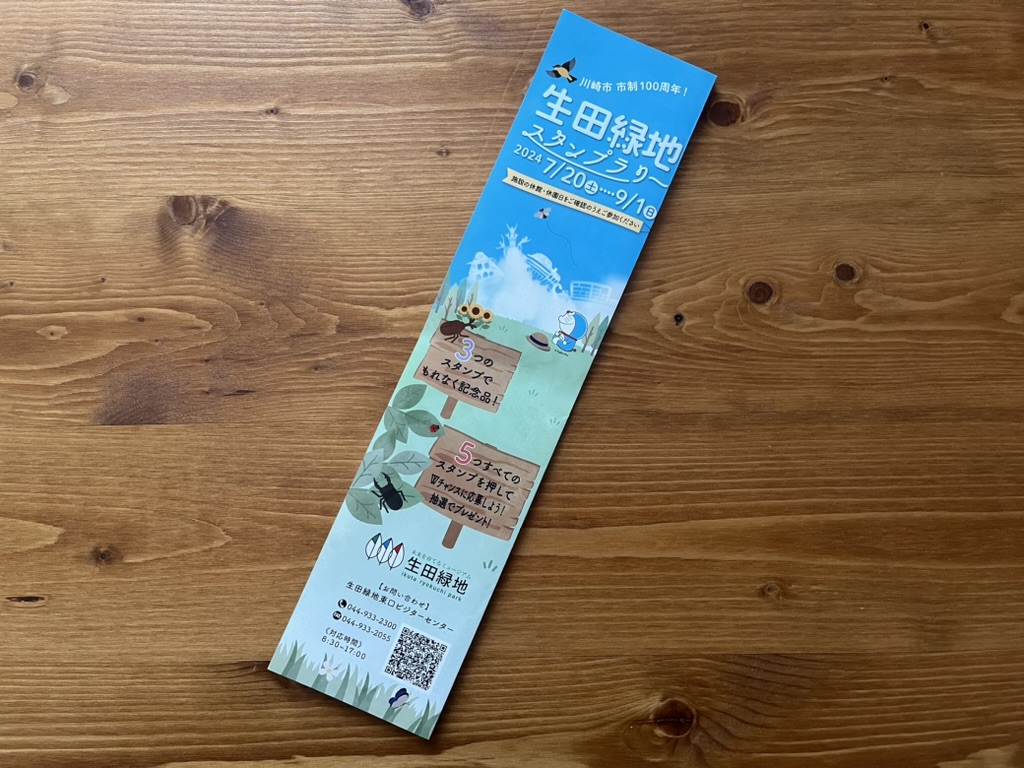 川崎市 市制100周年!
生田緑地
スタンプラリー
2024 7/20土····9/1日
施設の休館・休園日をご確認のうえご参加ください
3つの
スタンプで
もれなく記念品!
5つすべての
スタンプを押して
Wチャンスに応募しよう!
抽選でプレゼント!
生田緑地
ikuta ryokuchi park
【お問い合わせ】
生田緑地東口ビジターセンター
044-933-2300
044-933-2055
《対応時間》
8:30~17:00